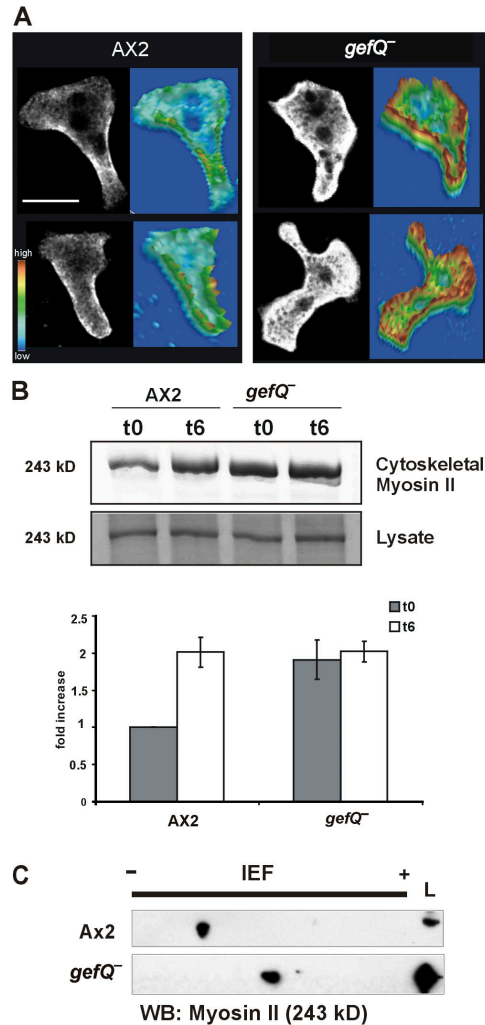 A
AX2
gefQ–
high
low
B
AX2 gefQ–
t0 t6 t0 t6
243 kD
Cytoskeletal
Myosin II
243 kD
Lysate
2.5
2
1.5
1
0.5
0
fold increase
t0
t6
AX2
gefQ–
C
– IEF +
L
Ax2
gefQ–
WB: Myosin II (243 kD)